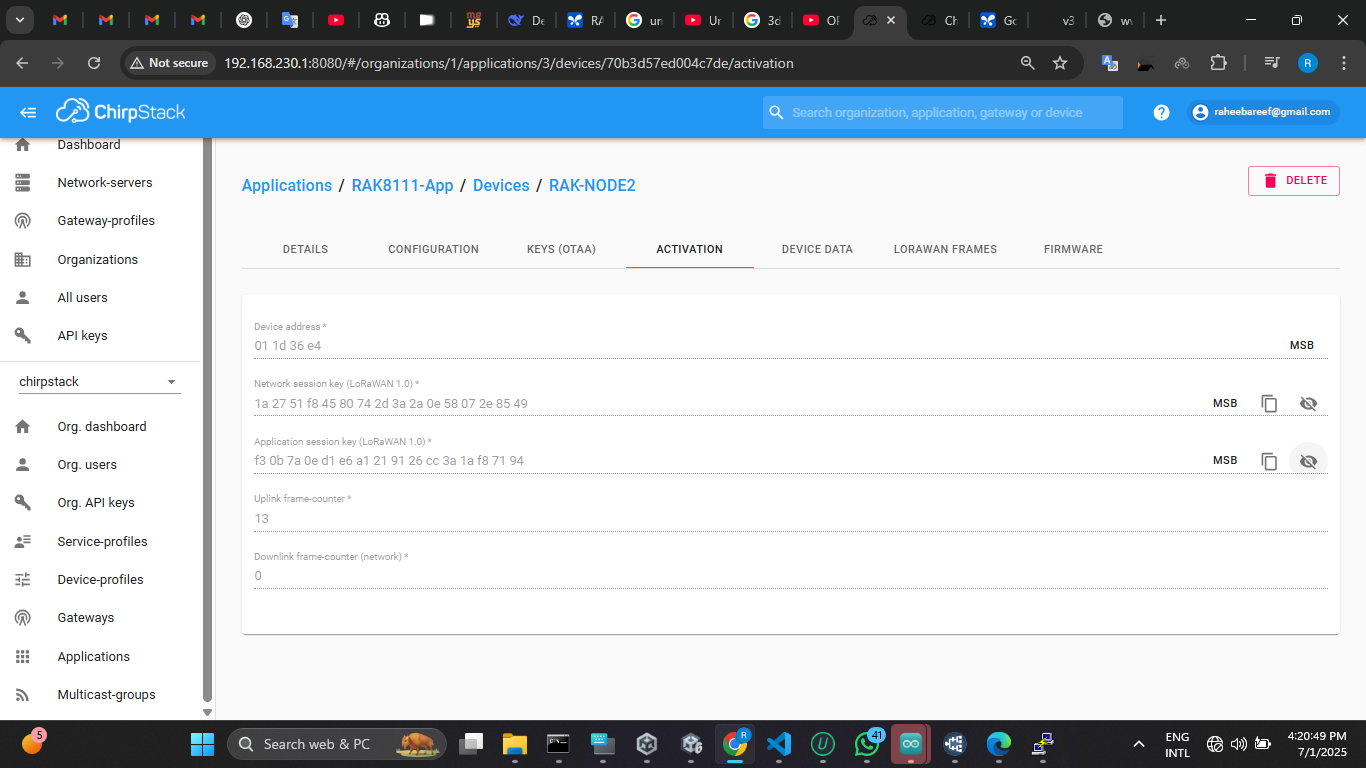 De
RA
un
Ur
3d
Ch
Go
v3
Not secure 192.168.230.1:8080/#/organizations/1/applications/3/devices/70b3d57ed004c7de/activation R
ChirpStack Search organization, application, gateway or device raheebareef@gmail.com
Dashboard
Network-servers
Gateway-profiles
Organizations
All users
API keys
chirpstack
Org. dashboard
Org. users
Org. API keys
Service-profiles
Device-profiles
Gateways
Applications
Multicast-groups
Applications / RAK8111-App / Devices / RAK-NODE2 DELETE
DETAILS CONFIGURATION KEYS (OTAA) ACTIVATION DEVICE DATA LORAWAN FRAMES FIRMWARE
Device address *
01 1d 36 e4 MSB
Network session key (LoRaWAN 1.0) *
1a 27 51 f8 45 80 74 2d 3a 2a 0e 58 07 2e 85 49 MSB
Application session key (LoRaWAN 1.0) *
f3 0b 7a 0e d1 e6 a1 21 91 26 cc 3a 1a f8 71 94 MSB
Uplink frame-counter *
13
Downlink frame-counter (network) *
0
5 Search web & PC 41 ENG
INTL
4:20:49 PM
7/1/2025